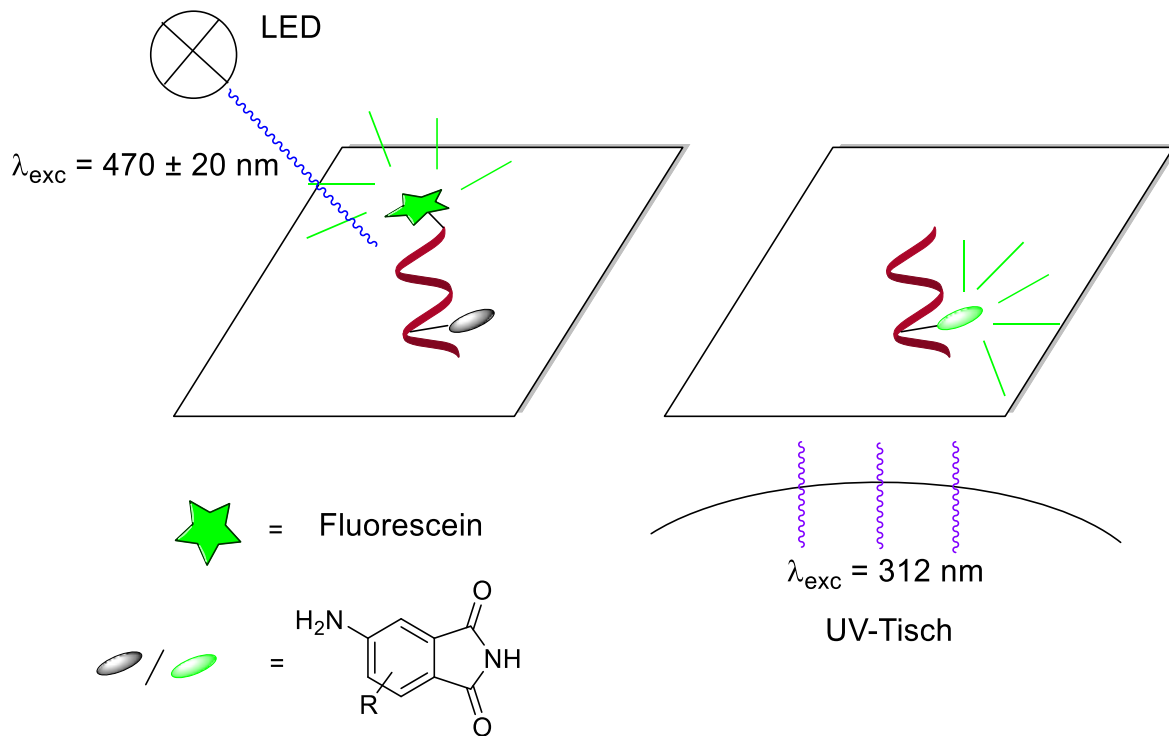 LED
λexc = 470 ± 20 nm
= Fluorescein
λexc = 312 nm
UV-Tisch
/ =
H2N
O
NH
O
R